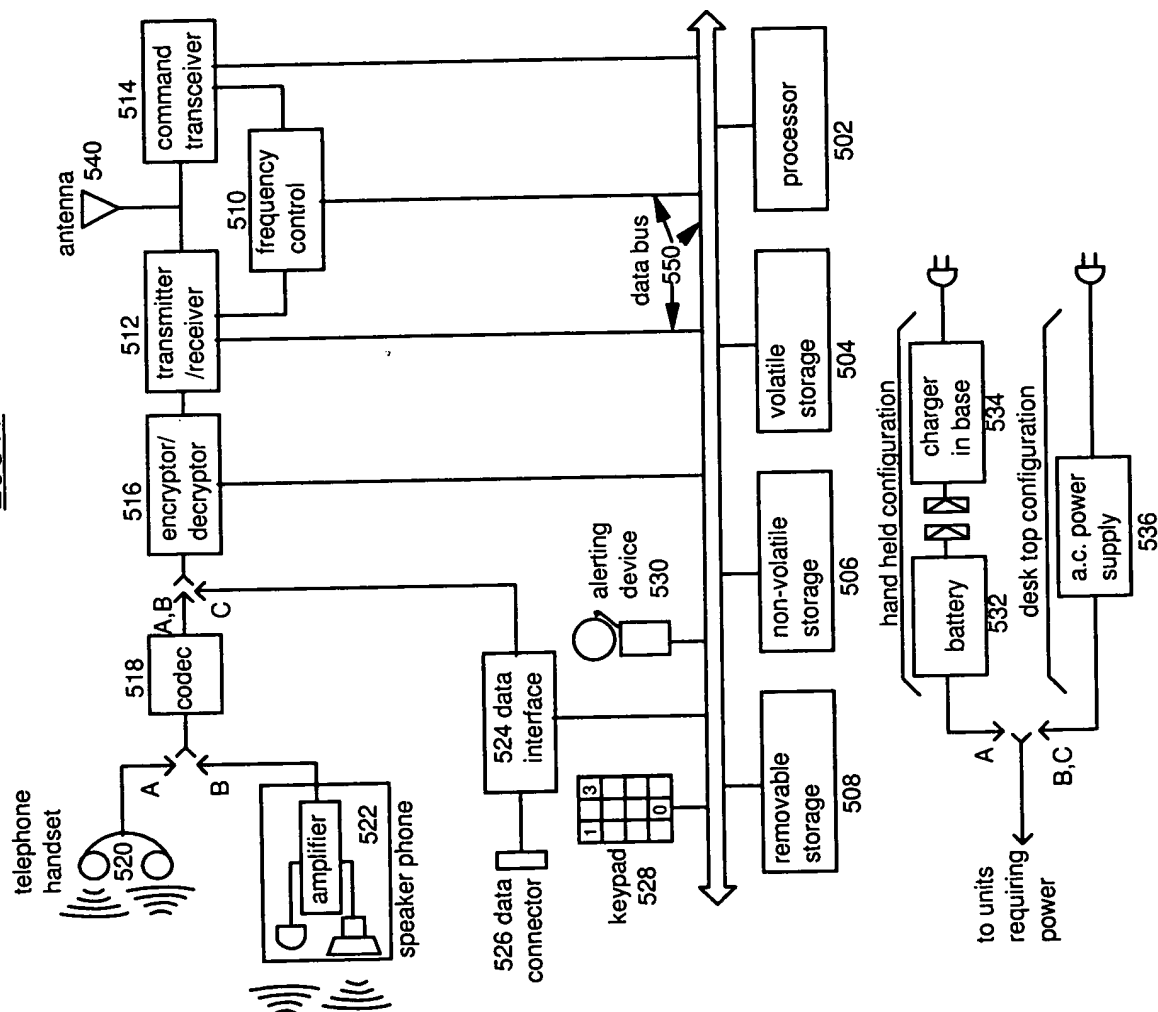 telephone
handset
520
A
B
amplifier
522
speaker phone
518
codec
A,B
C
516
encryptor/
decryptor
512
transmitter
/receiver
antenna
540
514
command
transceiver
510
frequency
control
526 data
connector
524 data
interface
1
3
0
keypad
528
alerting
device
530
data bus
550
removable
storage
508
non-volatile
storage
506
volatile
storage
504
processor
502
to units
requiring
power
A
B,C
hand held configuration
battery
532
charger
in base
534
desk top configuration
a.c. power
supply
536